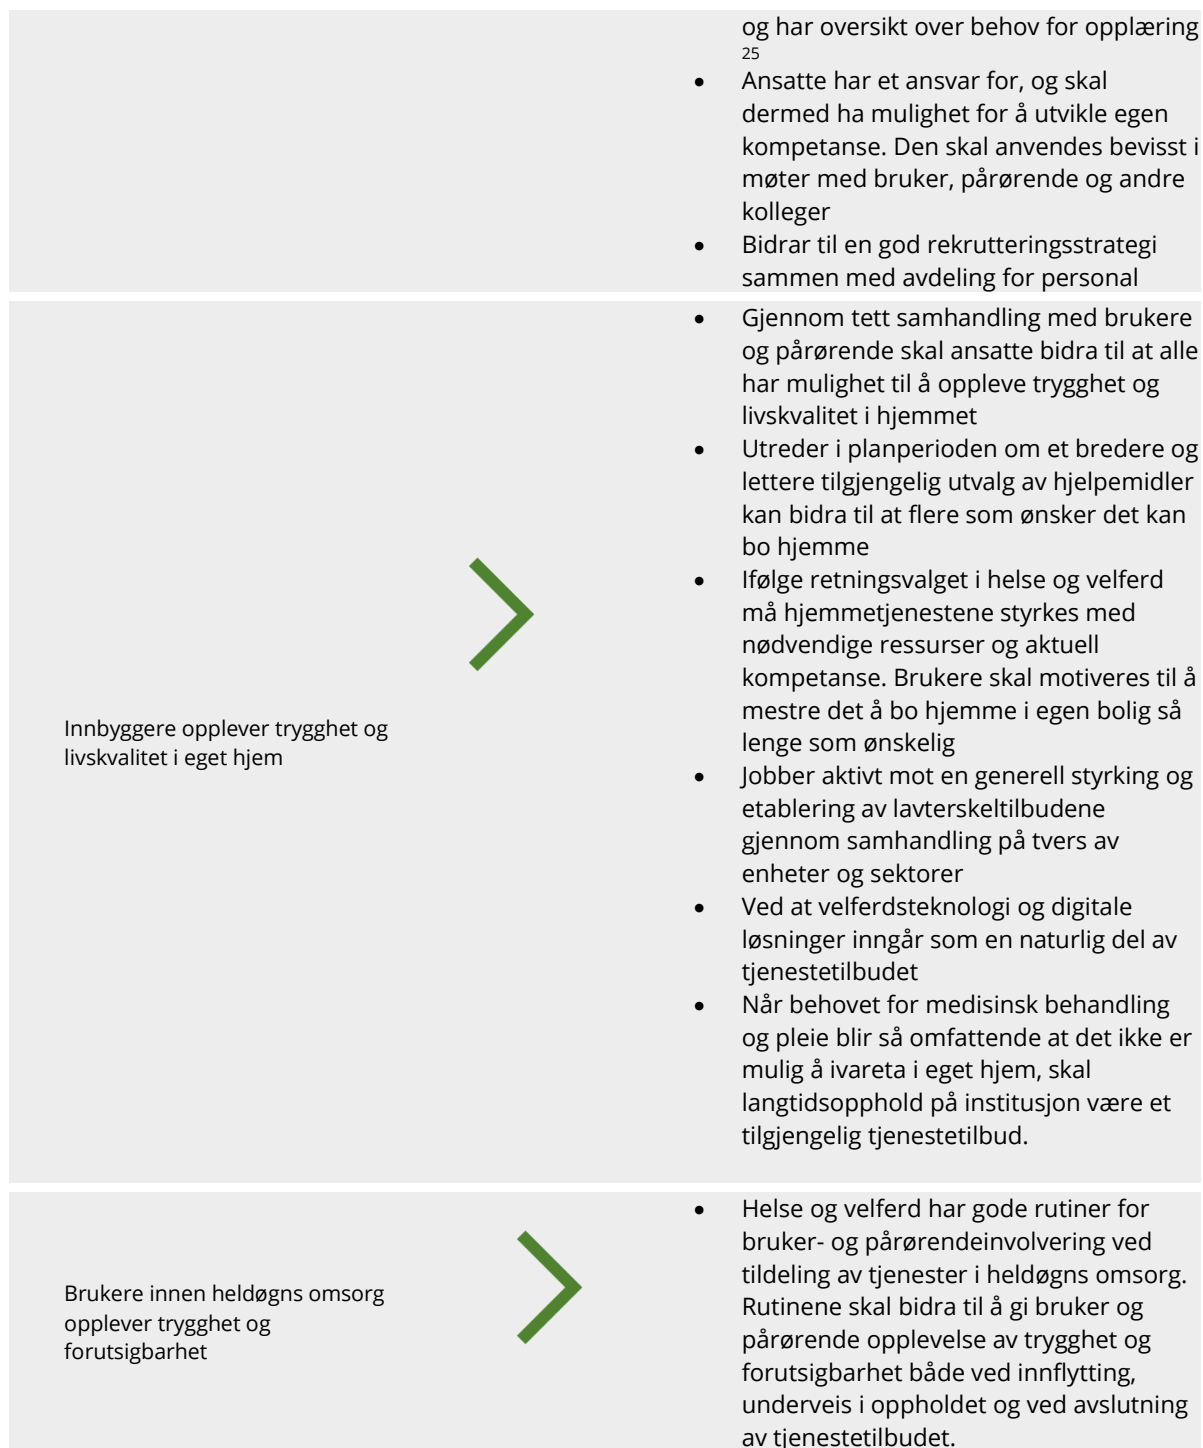 og har oversikt over behov for opplæring
25
• Ansatte har et ansvar for, og skal
dermed ha mulighet for å utvikle egen
kompetanse. Den skal anvendes bevisst i
møter med bruker, pårørende og andre
kolleger
• Bidrar til en god rekrutteringsstrategi
sammen med avdeling for personal
Innbyggere opplever trygghet og
livskvalitet i eget hjem
• Gjennom tett samhandling med brukere
og pårørende skal ansatte bidra til at alle
har mulighet til å oppleve trygghet og
livskvalitet i hjemmet
• Utreder i planperioden om et bredere og
lettere tilgjengelig utvalg av hjelpemidler
kan bidra til at flere som ønsker det kan
bo hjemme
• Ifølge retningsvalget i helse og velferd
må hjemmetjenestene styrkes med
nødvendige ressurser og aktuell
kompetanse. Brukere skal motiveres til å
mestre det å bo hjemme i egen bolig så
lenge som ønskelig
• Jobber aktivt mot en generell styrking og
etablering av lavterskeltilbudene
gjennom samhandling på tvers av
enheter og sektorer
• Ved at velferdsteknologi og digitale
løsninger inngår som en naturlig del av
tjenestetilbudet
• Når behovet for medisinsk behandling
og pleie blir så omfattende at det ikke er
mulig å ivareta i eget hjem, skal
langtidsopphold på institusjon være et
tilgjengelig tjenestetilbud.
Brukere innen heldøgns omsorg
opplever trygghet og
forutsigbarhet
• Helse og velferd har gode rutiner for
bruker- og pårørendeinvolvering ved
tildeling av tjenester i heldøgns omsorg.
Rutinene skal bidra til å gi bruker og
pårørende opplevelse av trygghet og
forutsigbarhet både ved innflytting,
underveis i oppholdet og ved avslutning
av tjenestetilbudet.